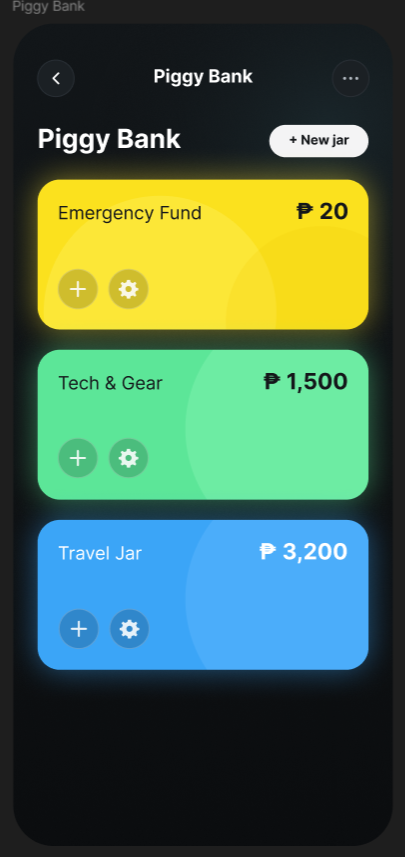 Piggy Bank
Piggy Bank
Piggy Bank
+ New jar
Emergency Fund
₱ 20
Tech & Gear
₱ 1,500
Travel Jar
₱ 3,200